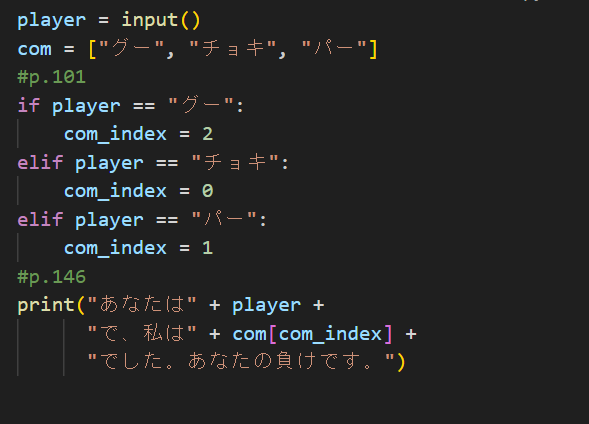 player = input()
com = ["グー", "チョキ", "パー"]
#p.101
if player == "グー":
    com_index = 2
elif player == "チョキ":
    com_index = 0
elif player == "パー":
    com_index = 1
#p.146
print("あなたは" + player +
      "で、私は" + com[com_index] +
      "でした。あなたの負けです。")